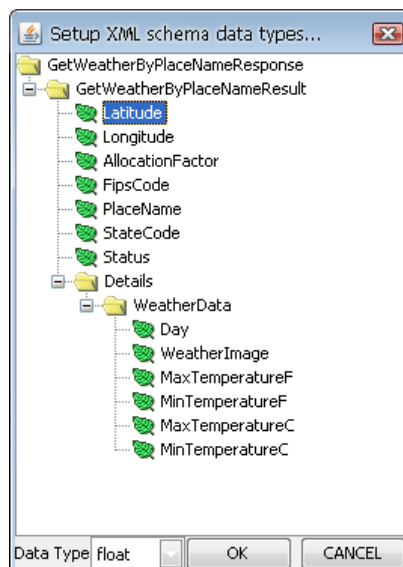 Setup XML schema data types...
GetWeatherByPlaceNameResponse
GetWeatherByPlaceNameResult
Latitude
Longitude
AllocationFactor
FipsCode
PlaceName
StateCode
Status
Details
WeatherData
Day
WeatherImage
MaxTemperatureF
MinTemperatureF
MaxTemperatureC
MinTemperatureC
Data Type float OK CANCEL